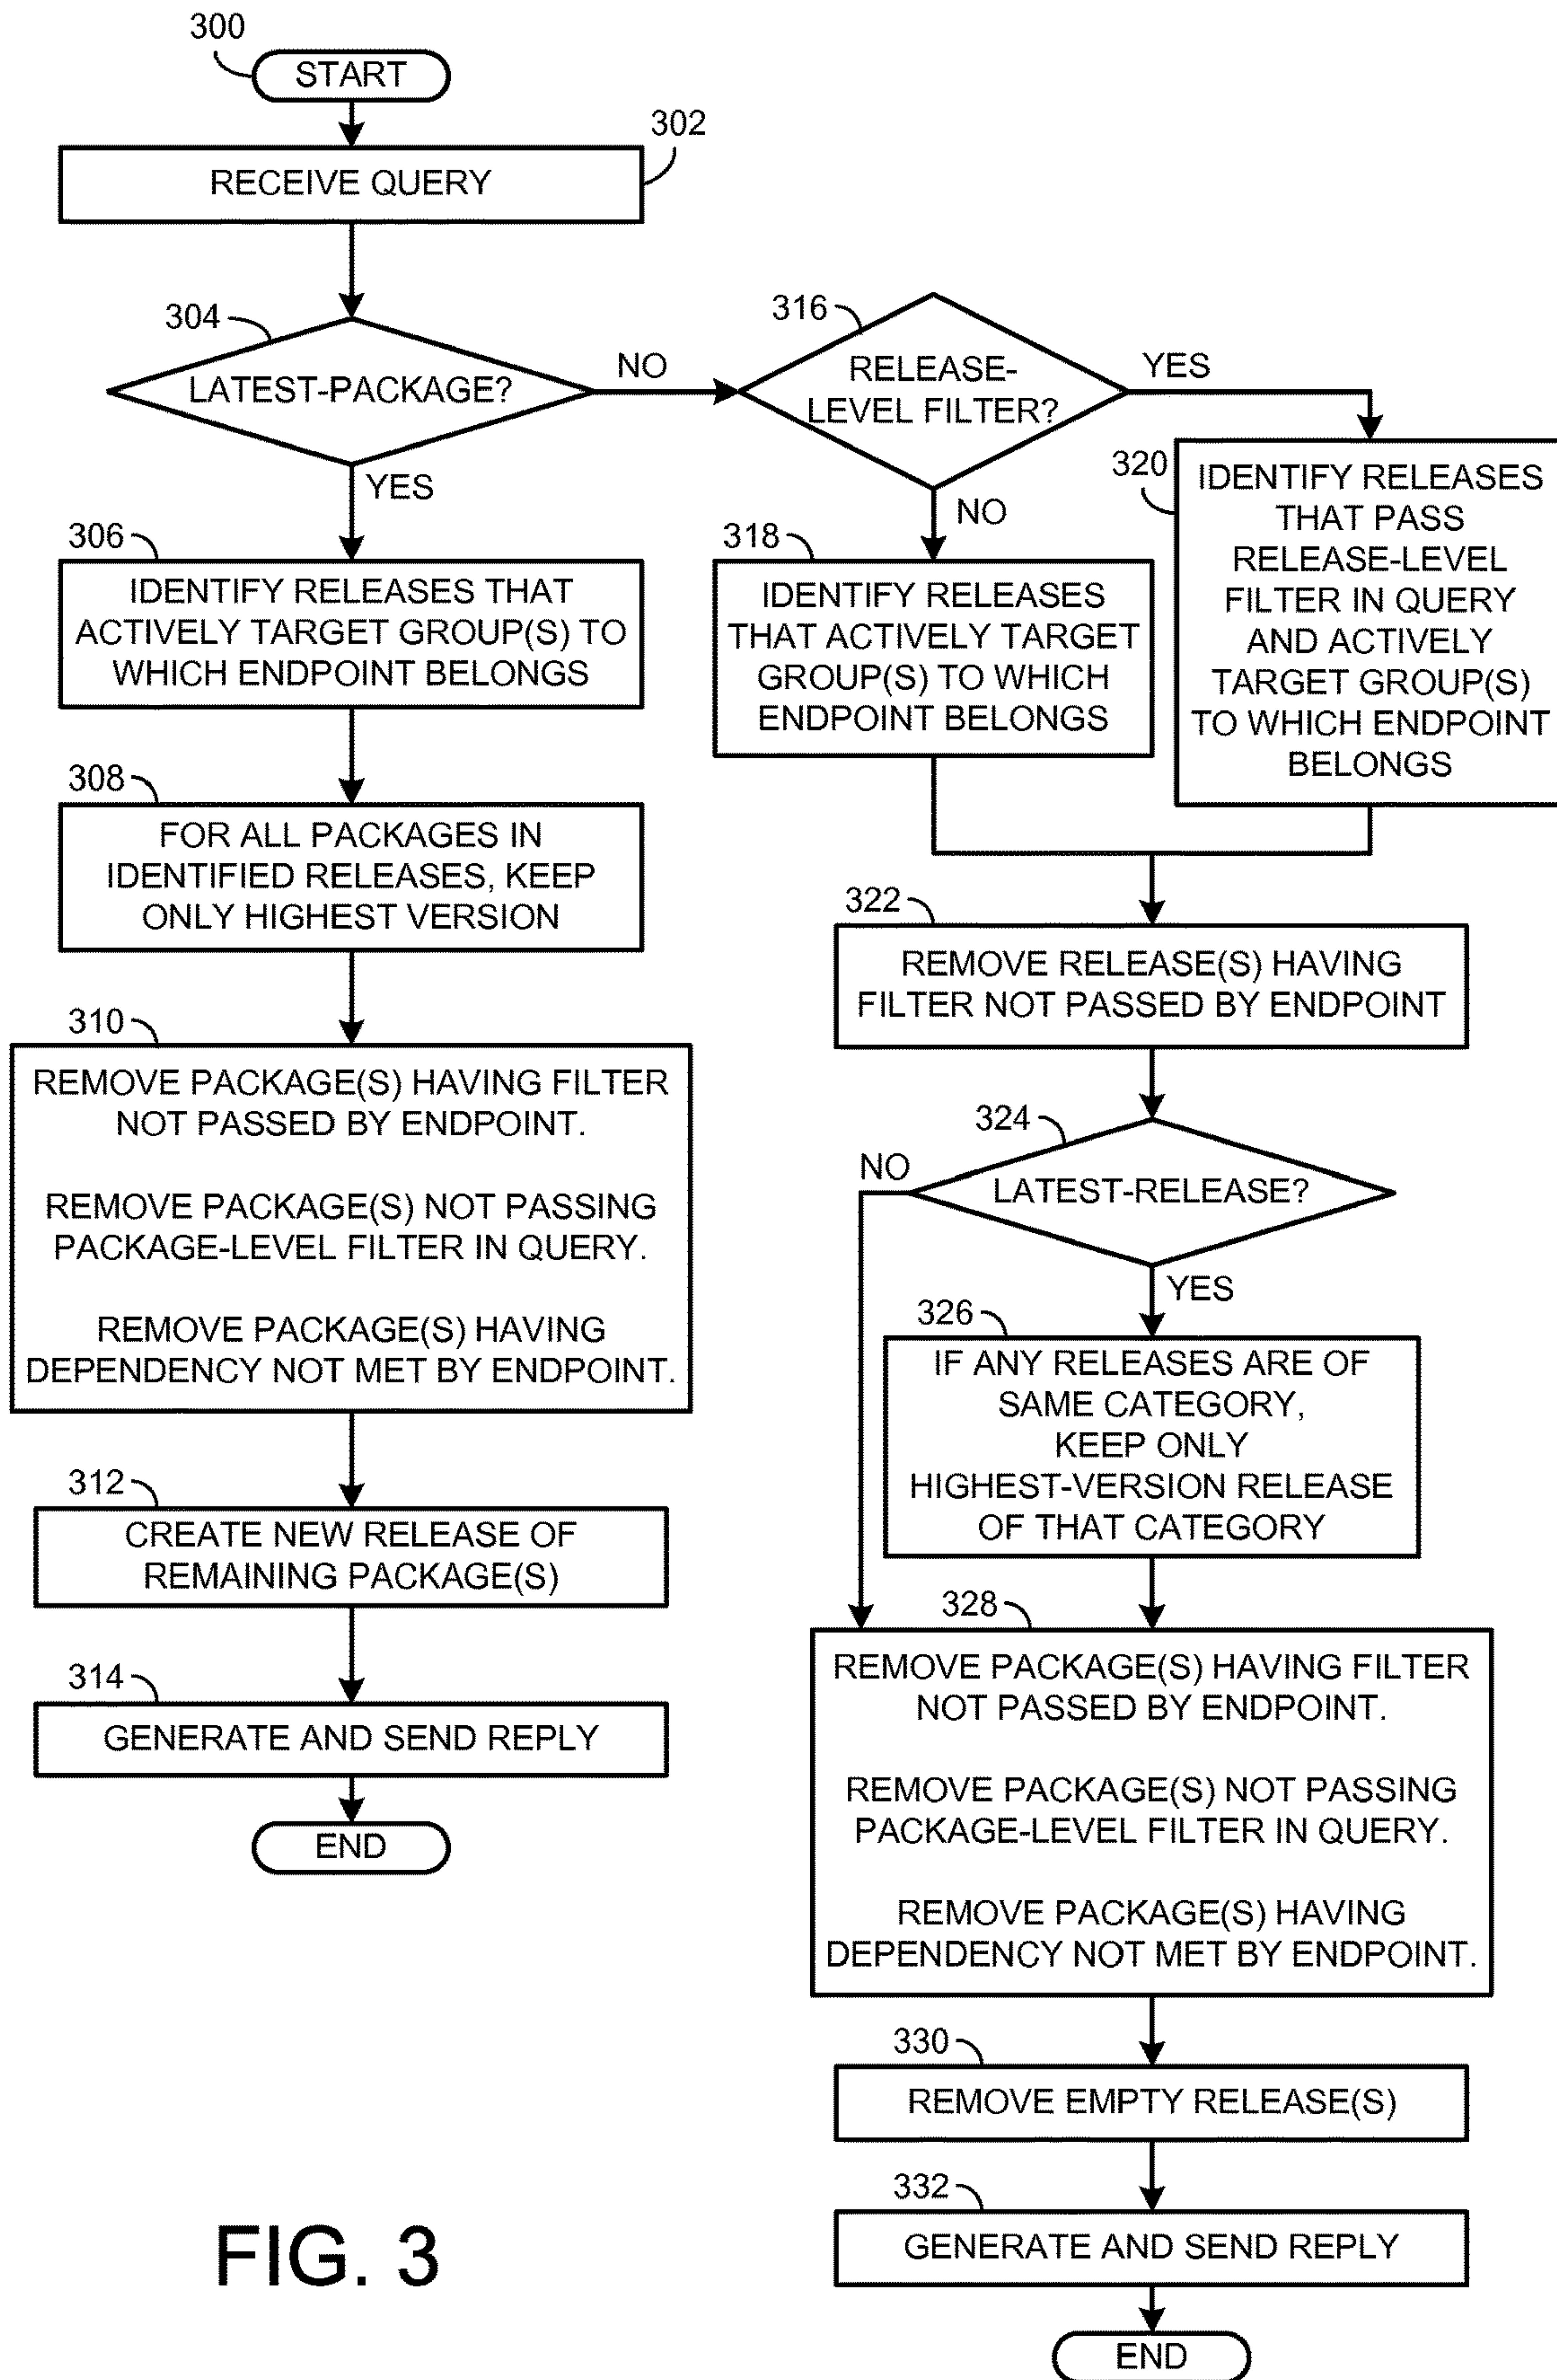 300
START
302
RECEIVE QUERY
304
LATEST-PACKAGE?
NO
YES
306
IDENTIFY RELEASES THAT
ACTIVELY TARGET GROUP(S) TO
WHICH ENDPOINT BELONGS
308
FOR ALL PACKAGES IN
IDENTIFIED RELEASES, KEEP
ONLY HIGHEST VERSION
310
REMOVE PACKAGE(S) HAVING FILTER
NOT PASSED BY ENDPOINT.
REMOVE PACKAGE(S) NOT PASSING
PACKAGE-LEVEL FILTER IN QUERY.
REMOVE PACKAGE(S) HAVING
DEPENDENCY NOT MET BY ENDPOINT.
312
CREATE NEW RELEASE OF
REMAINING PACKAGE(S)
314
GENERATE AND SEND REPLY
END
316
RELEASE-
LEVEL FILTER?
YES
NO
318
IDENTIFY RELEASES
THAT ACTIVELY TARGET
GROUP(S) TO WHICH
ENDPOINT BELONGS
320
IDENTIFY RELEASES
THAT PASS
RELEASE-LEVEL
FILTER IN QUERY
AND ACTIVELY
TARGET GROUP(S)
TO WHICH ENDPOINT
BELONGS
322
REMOVE RELEASE(S) HAVING
FILTER NOT PASSED BY ENDPOINT
324
LATEST-RELEASE?
NO
YES
326
IF ANY RELEASES ARE OF
SAME CATEGORY,
KEEP ONLY
HIGHEST-VERSION RELEASE
OF THAT CATEGORY
328
REMOVE PACKAGE(S) HAVING FILTER
NOT PASSED BY ENDPOINT.
REMOVE PACKAGE(S) NOT PASSING
PACKAGE-LEVEL FILTER IN QUERY.
REMOVE PACKAGE(S) HAVING
DEPENDENCY NOT MET BY ENDPOINT.
330
REMOVE EMPTY RELEASE(S)
332
GENERATE AND SEND REPLY
END
FIG. 3